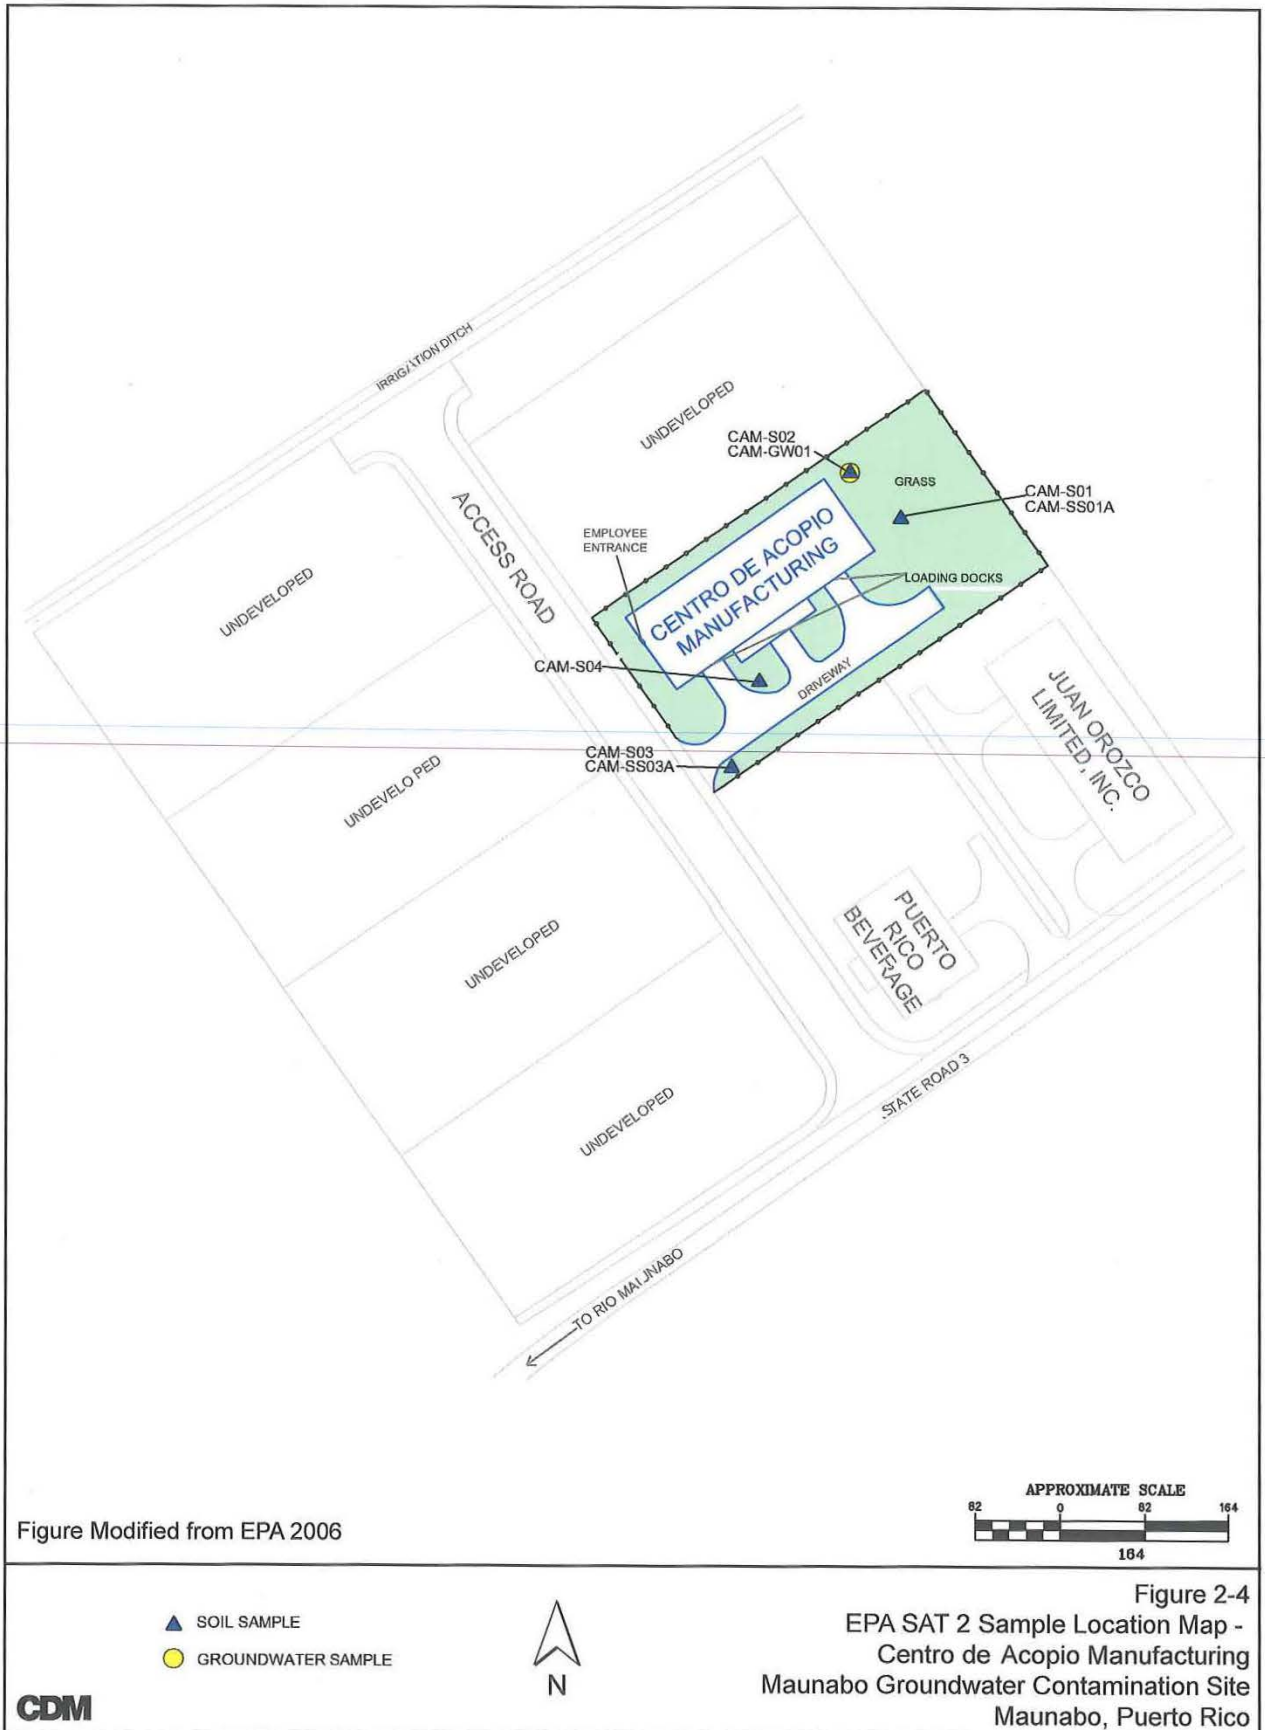 IRRIGATION DITCH
UNDEVELOPED
CAM-S02
CAM-GW01
GRASS
CAM-S01
CAM-SS01A
ACCESS ROAD
EMPLOYEE
ENTRANCE
CENTRO DE ACOPIO
MANUFACTURING
LOADING DOCKS
UNDEVELOPED
CAM-S04
DRIVEWAY
JUAN OROZCO
LIMITED, INC.
CAM-S03
CAM-SS03A
UNDEVELOPED
PUERTO
RICO
BEVERAGE
UNDEVELOPED
STATE ROAD 3
UNDEVELOPED
TO RIO MAUNABO
APPROXIMATE SCALE
82 0 82 164
164
Figure Modified from EPA 2006
SOIL SAMPLE
GROUNDWATER SAMPLE
N
Figure 2-4
EPA SAT 2 Sample Location Map -
Centro de Acopio Manufacturing
Maunabo Groundwater Contamination Site
Maunabo, Puerto Rico
CDM